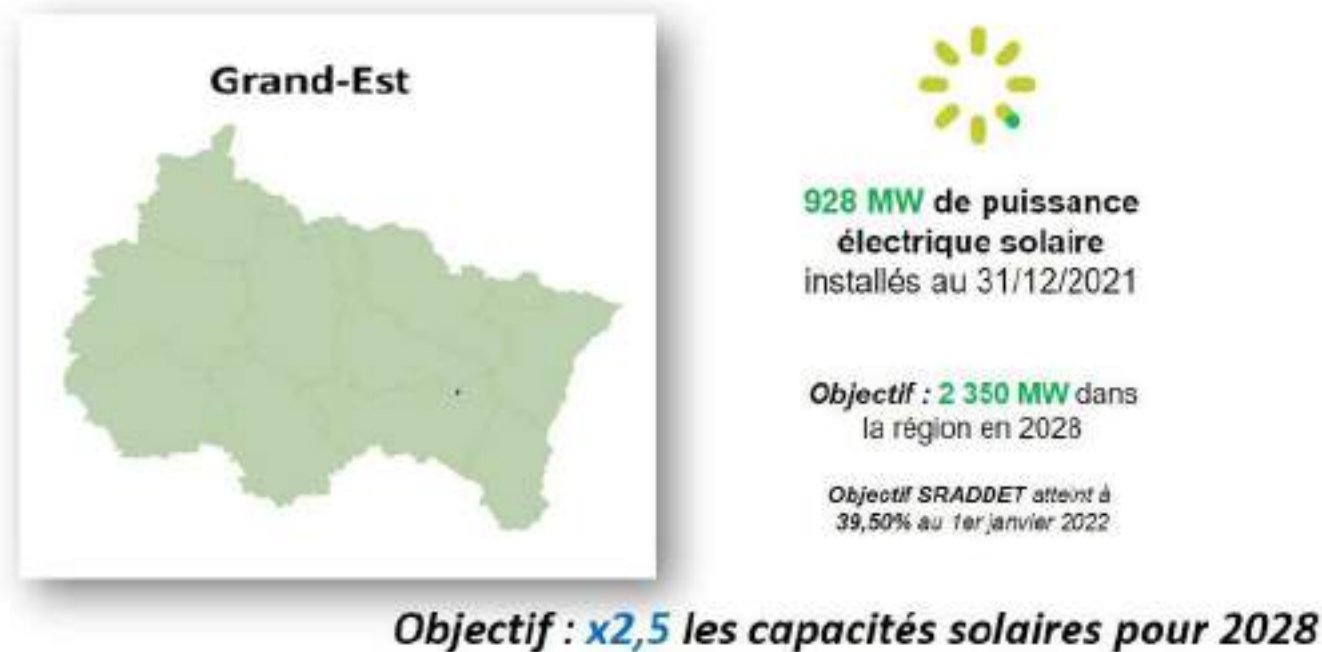 Grand-Est
928 MW de puissance
électrique solaire
installés au 31/12/2021
Objectif : 2 350 MW dans
la région en 2028
Objectif SRADDET atteint à
39,50% au 1er janvier 2022
Objectif : x2,5 les capacités solaires pour 2028